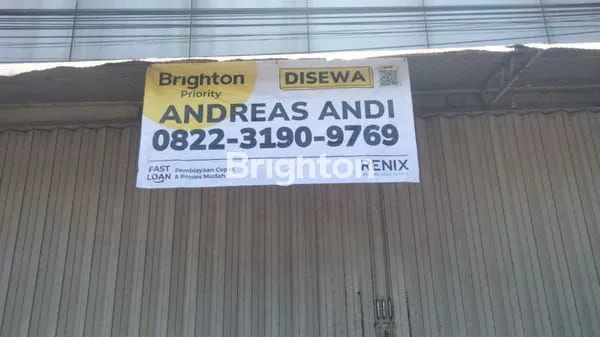 Brighton
Priority
DISEWA
ANDREAS ANDI
0822-3190-9769
Brighton
FAST LOAN
Pembiayaan Cepat
& Proses Mudah
RENIX